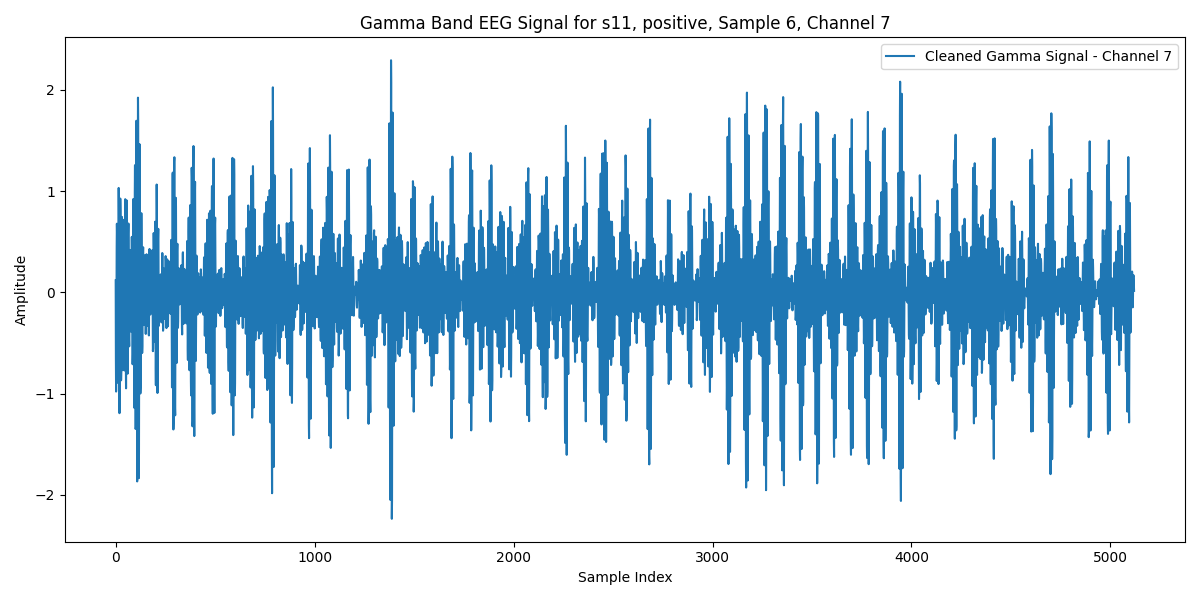 Gamma Band EEG Signal for s11, positive, Sample 6, Channel 7
Cleaned Gamma Signal - Channel 7
2
1
0
−1
−2
Amplitude
0 1000 2000 3000 4000 5000
Sample Index